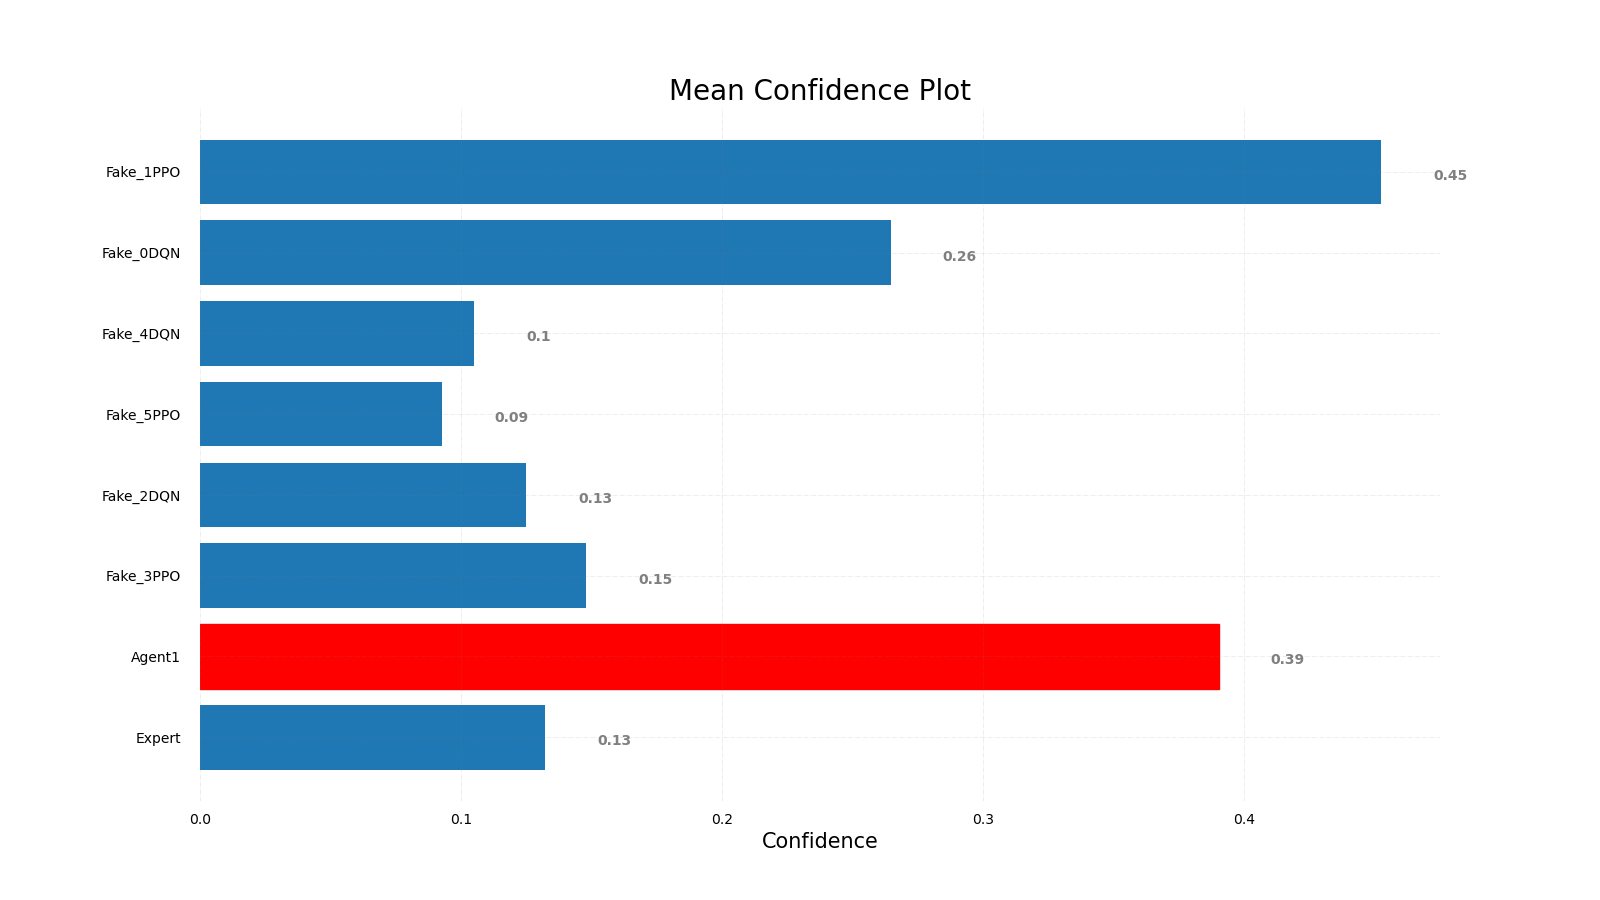 Mean Confidence Plot
Fake_1PPO 0.45
Fake_0DQN 0.26
Fake_4DQN 0.1
Fake_5PPO 0.09
Fake_2DQN 0.13
Fake_3PPO 0.15
Agent1 0.39
Expert 0.13
0.0 0.1 0.2 0.3 0.4
Confidence